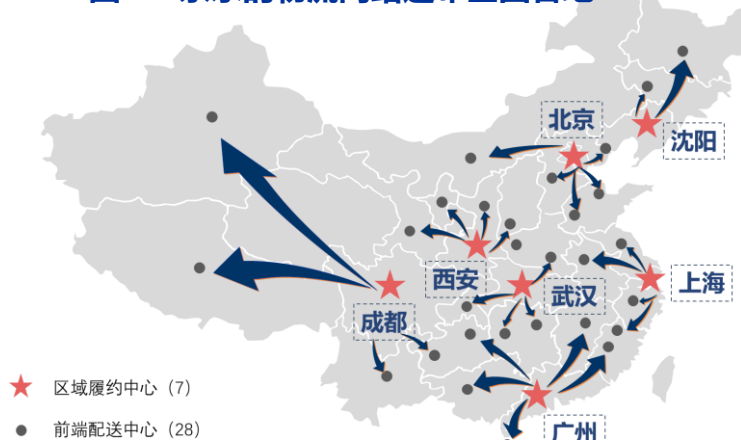 北京
沈阳
西安
武汉
上海
成都
区域履约中心（7）
前端配送中心（28）
广州